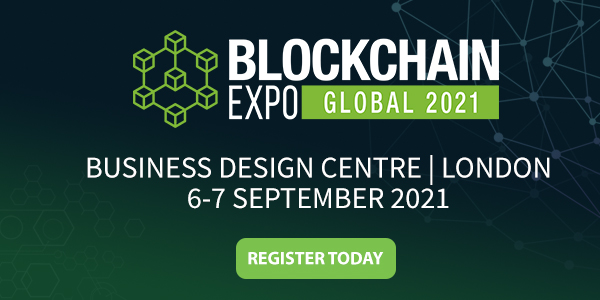 BLOCKCHAIN
EXPO GLOBAL 2021
BUSINESS DESIGN CENTRE | LONDON
6-7 SEPTEMBER 2021
REGISTER TODAY